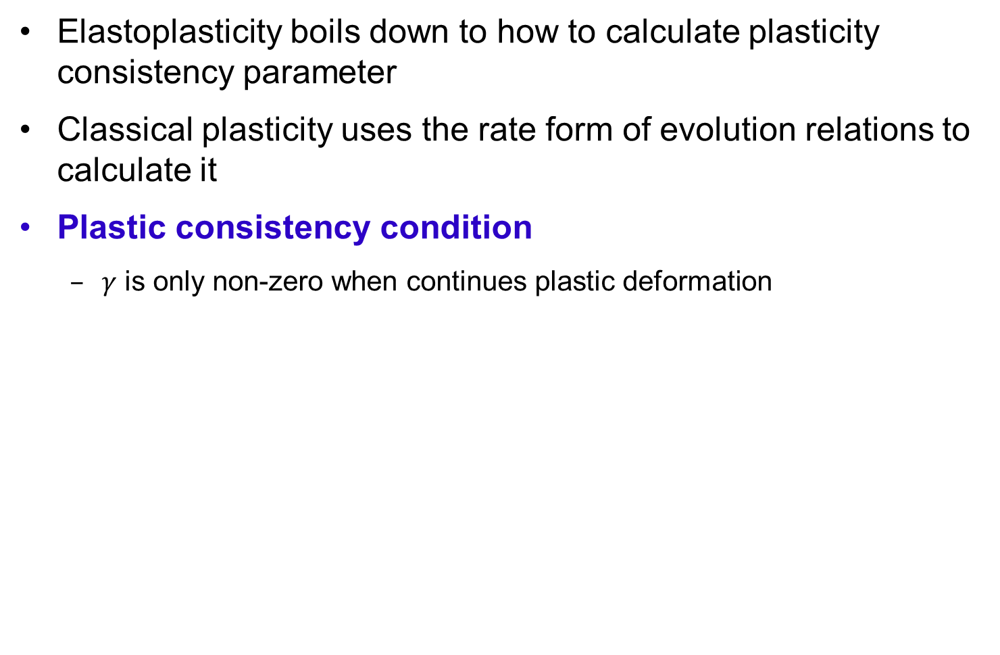 • Elastoplasticity boils down to how to calculate plasticity
consistency parameter
• Classical plasticity uses the rate form of evolution relations to
calculate it
• Plastic consistency condition
– γ is only non-zero when continues plastic deformation